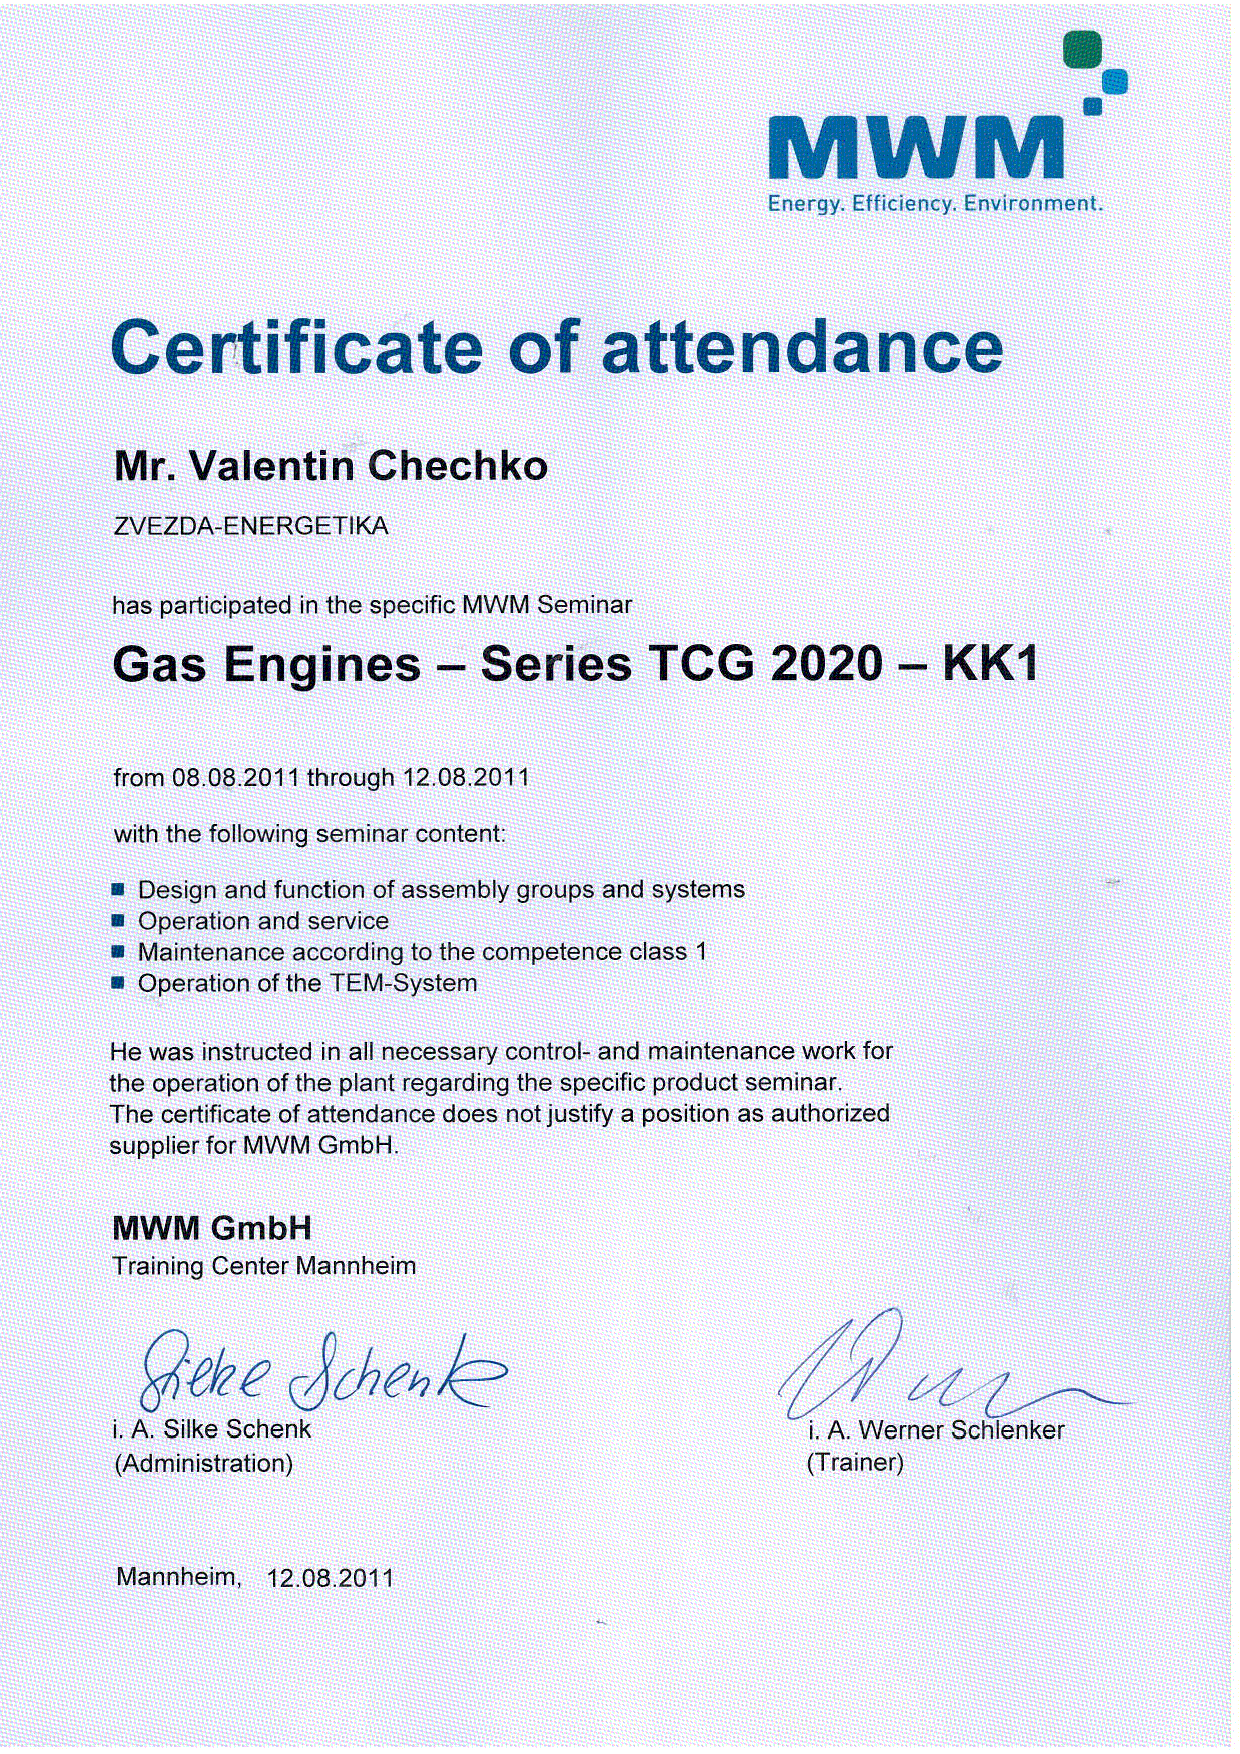 MWM
Energy. Efficiency. Environment.
Certificate of attendance
Mr. Valentin Chechko
ZVEZDA-ENERGETIKA
has participated in the specific MWM Seminar
Gas Engines – Series TCG 2020 – KK1
from 08.08.2011 through 12.08.2011
with the following seminar content:
Design and function of assembly groups and systems
Operation and service
Maintenance according to the competence class 1
Operation of the TEM-System
He was instructed in all necessary control- and maintenance work for
the operation of the plant regarding the specific product seminar.
The certificate of attendance does not justify a position as authorized
supplier for MWM GmbH.
MWM GmbH
Training Center Mannheim
Silke Schenk
i. A. Silke Schenk
i. A. Werner Schlenker
(Administration)
(Trainer)
Mannheim, 12.08.2011